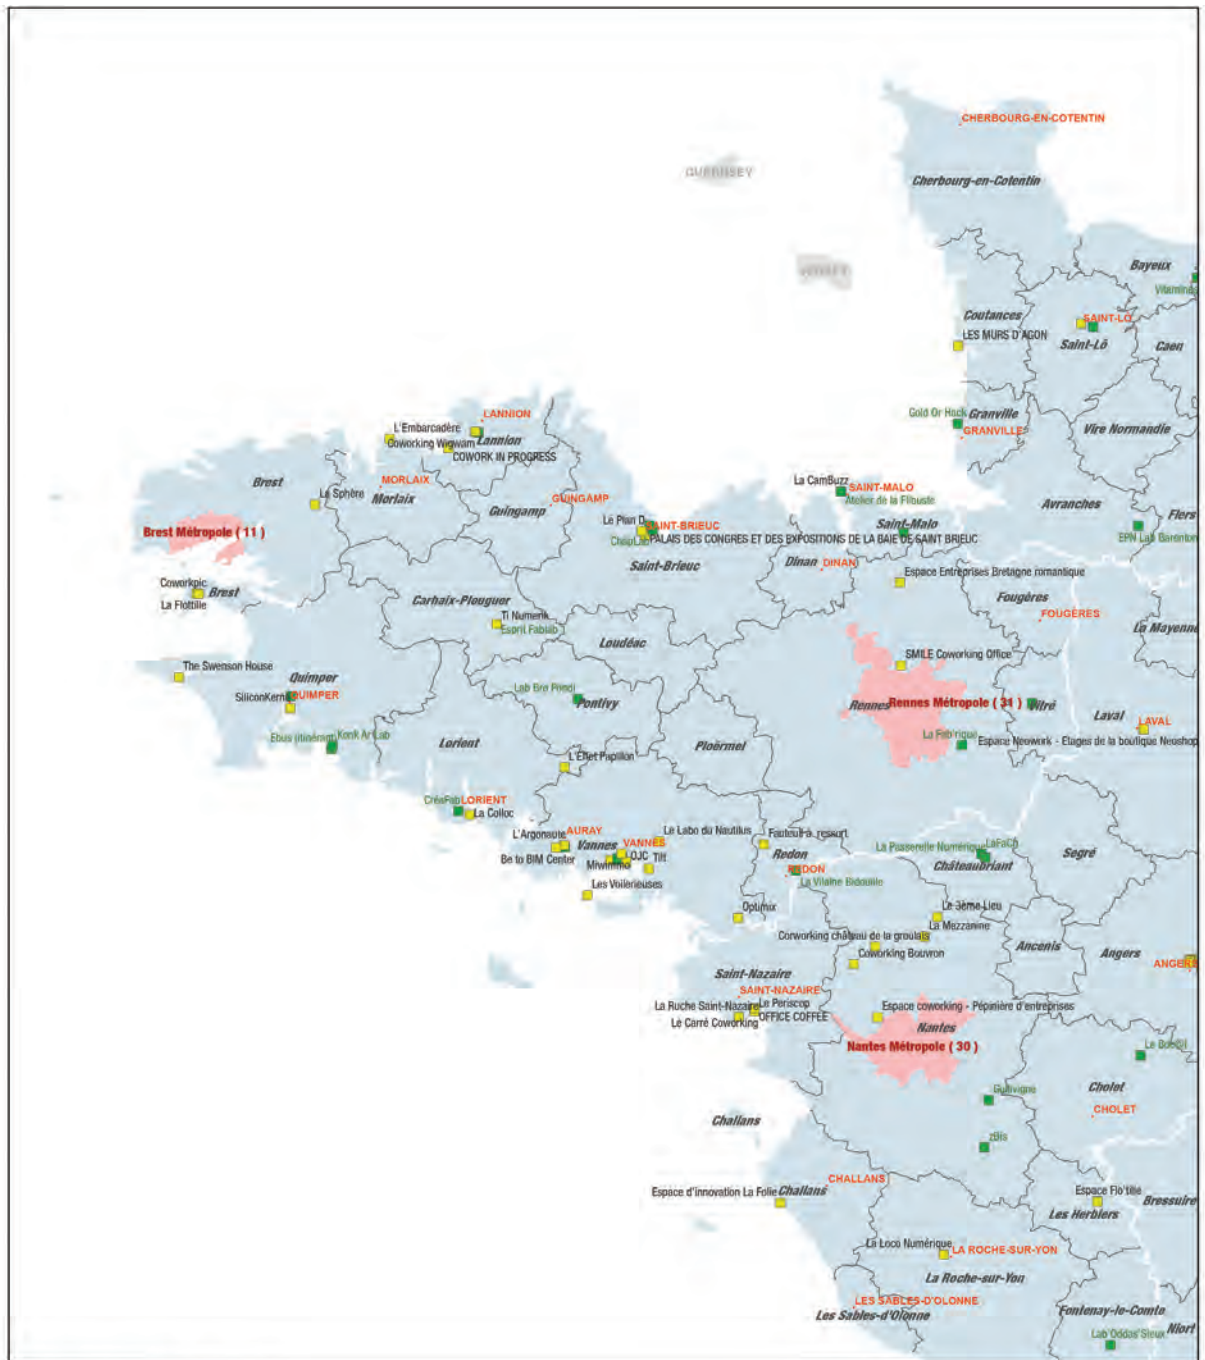 CHERBOURG-EN-COTENTIN
GUERNSEY
Cherbourg-en-Cotentin
JERSEY
Bayeux
Coutances
SAINT-LO
LES MURS D'AGON
Saint-Lô
Caen
Gold Or Hack
Granville
GRANVILLE
Vire Normandie
LANNION
L'Embarcadère
Coworking Wigwam
Lannion
COWORK IN PROGRESS
Brest
La Sphère
MORLAIX
Morlaix
GUINGAMP
Guingamp
La CamBuzz
SAINT-MALO
Atelier de la Flibuste
Avranches
Flers
Brest Métropole ( 11 )
Le Plan D
SAINT-BRIEUC
PALAIS DES CONGRES ET DES EXPOSITIONS DE LA BAIE DE SAINT BRIEUC
Saint-Malo
EPN Lab Barenton
Saint-Brieuc
Dinan
DINAN
Espace Entreprises Bretagne romantique
Coworkpic
Brest
La Flottille
Carhaix-Plouguer
Ti Numerik
Esprit Fablab
Loudéac
Fougères
FOUGERES
La Mayenne
The Swenson House
Quimper
QUIMPER
Pontivy
SMILE Coworking Office
Rennes
Rennes Métropole ( 31 )
Vitré
Laval
LAVAL
Konk Ar Lab
Lorient
L'Effet Papillon
Ploërmel
La Fab'rique
Espace Neowork - Etages de la boutique Neoshop
CréaFab
LORIENT
La Colloc
L'Argonaute
AURAY
Be to BIM Center
Vannes
VANNES
LOJC
Tilt
Le Labo du Nautilus
Les Voilerieuses
Fauteuil à ressort
Redon
REDON
La Vilaine Bidouille
La Passerelle Numérique
LaFaCh
Châteaubriant
Segré
Optimix
Le 3ème Lieu
La Mezzanine
Corworking château de la groulais
Coworking Bouvron
Ancenis
Angers
ANGERS
Saint-Nazaire
SAINT-NAZAIRE
La Ruche Saint-Nazaire
Le Periscop
OFFICE COFFEE
Le Carré Coworking
Espace coworking - Pépinière d'entreprises
Nantes
Nantes Métropole ( 30 )
Cholet
CHOLET
Gullivigne
zBis
Challans
CHALLANS
Espace d'innovation La Folie
Challans
Espace Flo'télé
Les Herbiers
Bressuire
La Loco Numérique
LA ROCHE-SUR-YON
La Roche-sur-Yon
LES SABLES-D'OLONNE
Les Sables-d'Olonne
Fontenay-le-Comte
Niort